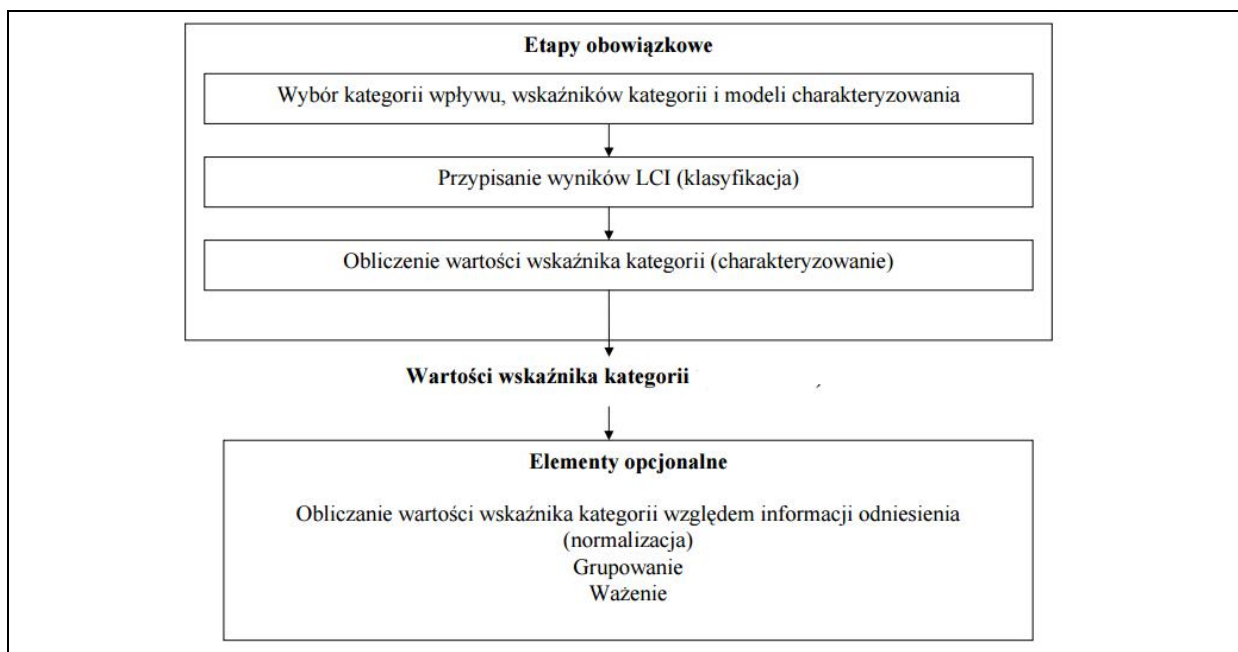 Etapy obowiązkowe
Wybór kategorii wpływu, wskaźników kategorii i modeli charakteryzowania
Przypisanie wyników LCI (klasyfikacja)
Obliczenie wartości wskaźnika kategorii (charakteryzowanie)
Wartości wskaźnika kategorii
Elementy opcjonalne
Obliczanie wartości wskaźnika kategorii względem informacji odniesienia
(normalizacja)
Grupowanie
Ważenie